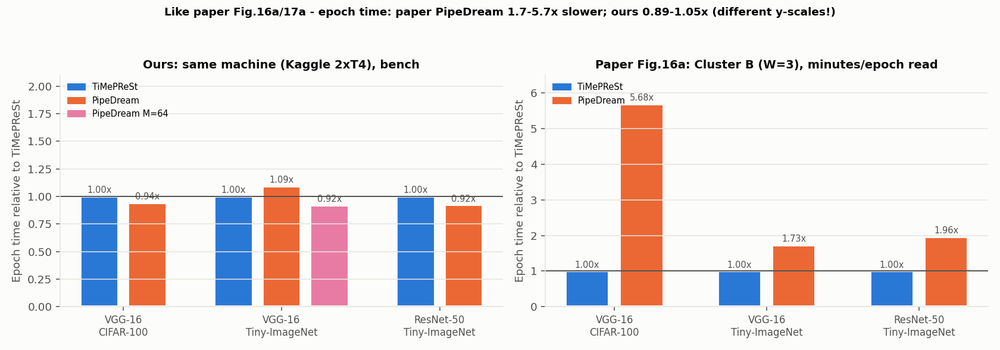 Like paper Fig.16a/17a - epoch time: paper PipeDream 1.7-5.7x slower; ours 0.89-1.05x (different y-scales!)
Ours: same machine (Kaggle 2xT4), bench
Epoch time relative to TiMePReSt
2.00
1.75
1.50
1.25
1.00
0.75
0.50
0.25
0.00
TiMePReSt
PipeDream
PipeDream M=64
1.00x
0.94x
1.00x
1.09x
0.92x
1.00x
0.92x
VGG-16
CIFAR-100
VGG-16
Tiny-ImageNet
ResNet-50
Tiny-ImageNet
Paper Fig.16a: Cluster B (W=3), minutes/epoch read
Epoch time relative to TiMePReSt
6
5
4
3
2
1
0
TiMePReSt
PipeDream
1.00x
5.68x
1.00x
1.73x
1.00x
1.96x
VGG-16
CIFAR-100
VGG-16
Tiny-ImageNet
ResNet-50
Tiny-ImageNet